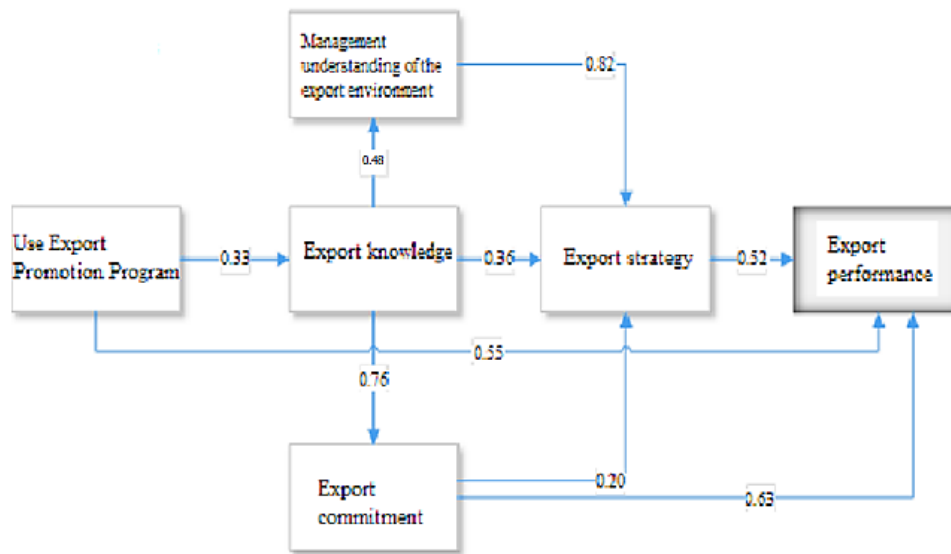 Management
understanding of the
export environment
0.82
0.48
Use Export
Promotion Program
0.33
Export knowledge
0.36
Export strategy
0.52
Export
performance
0.55
0.76
Export
commitment
0.20
0.63